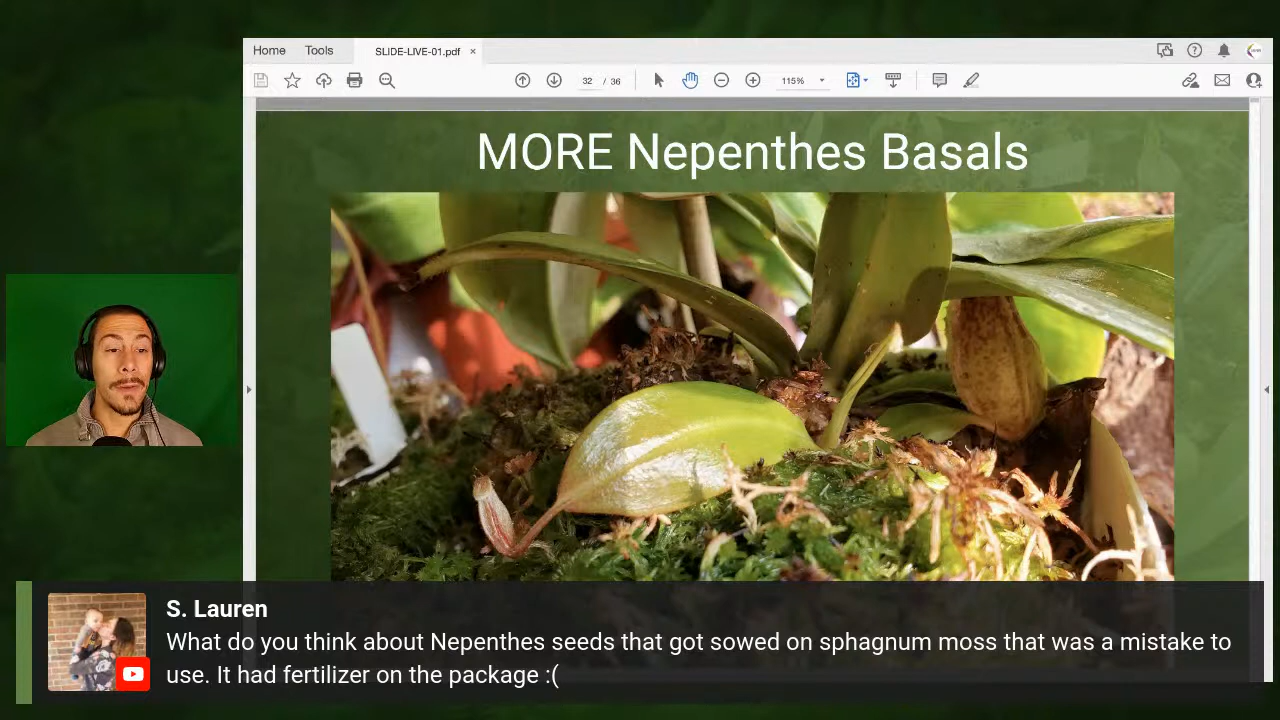 Home Tools SLIDE-LIVE-01.pdf ×
32 / 36 115%
MORE Nepenthes Basals
S. Lauren
What do you think about Nepenthes seeds that got sowed on sphagnum moss that was a mistake to
use. It had fertilizer on the package :(